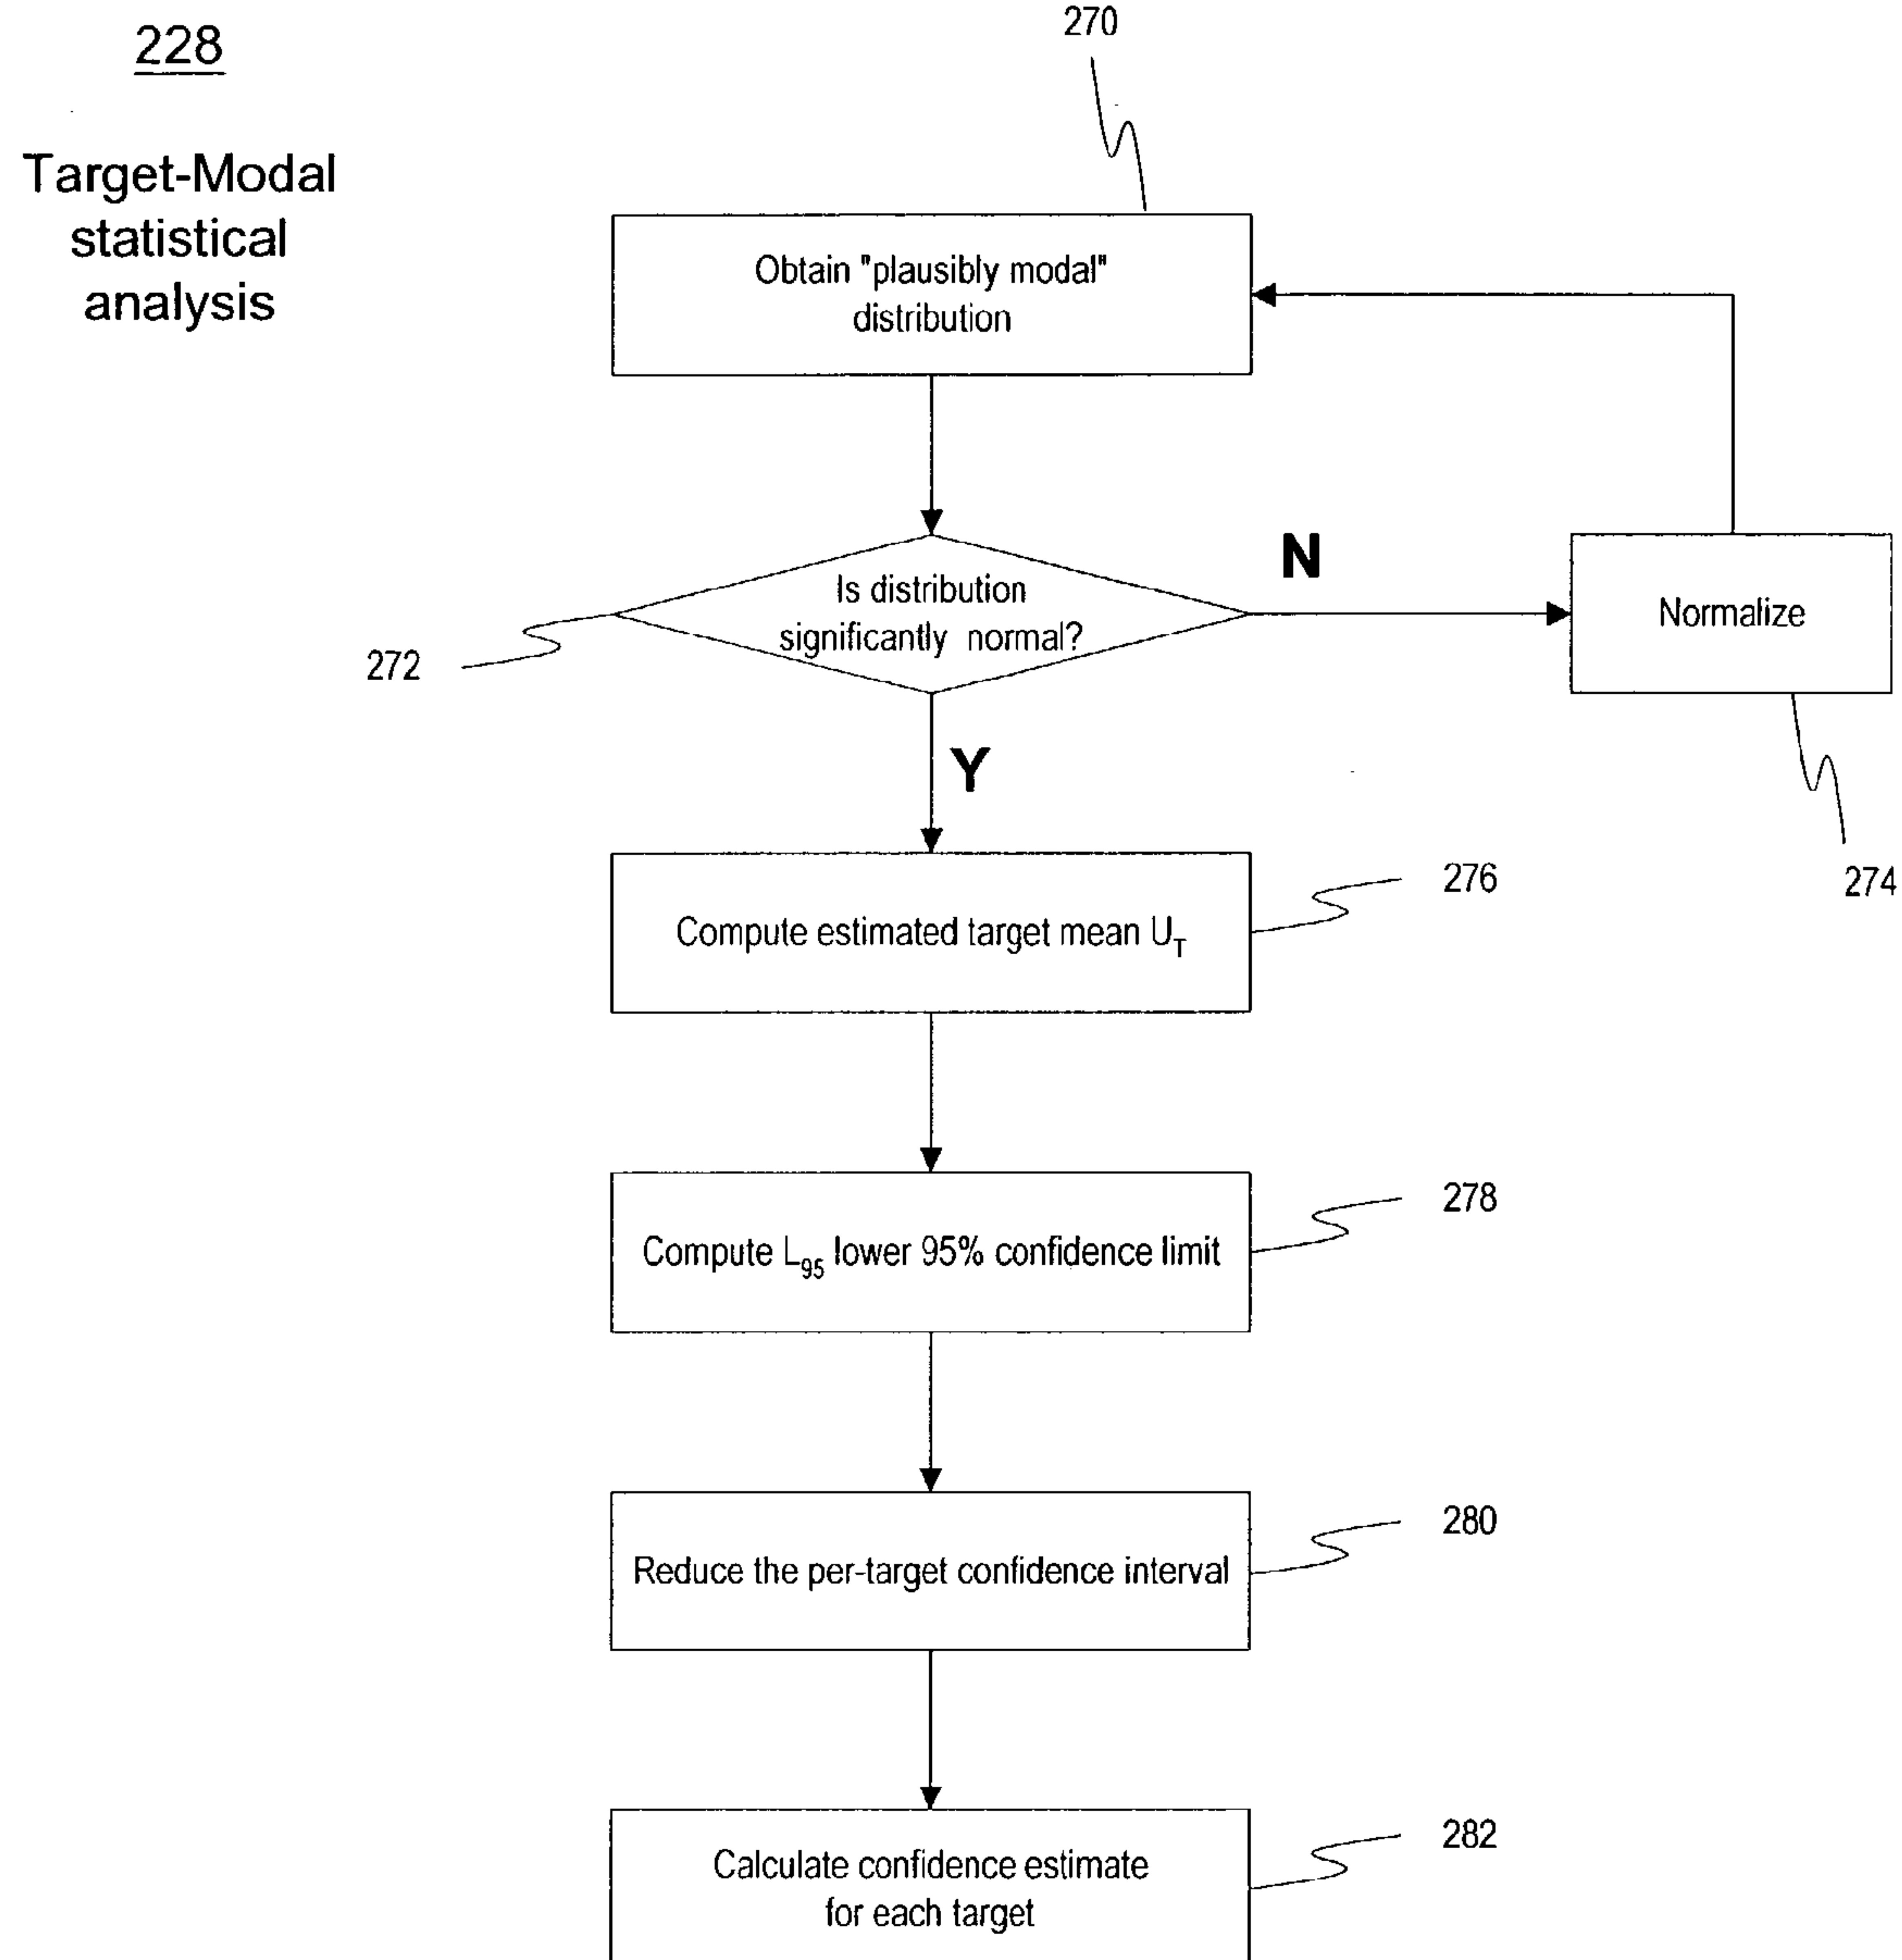 228
Target-Modal
statistical
analysis
270
Obtain "plausibly modal"
distribution
Is distribution
significantly normal?
272
N
Normalize
274
Y
Compute estimated target mean U_T
276
Compute L_95 lower 95% confidence limit
278
Reduce the per-target confidence interval
280
Calculate confidence estimate
for each target
282